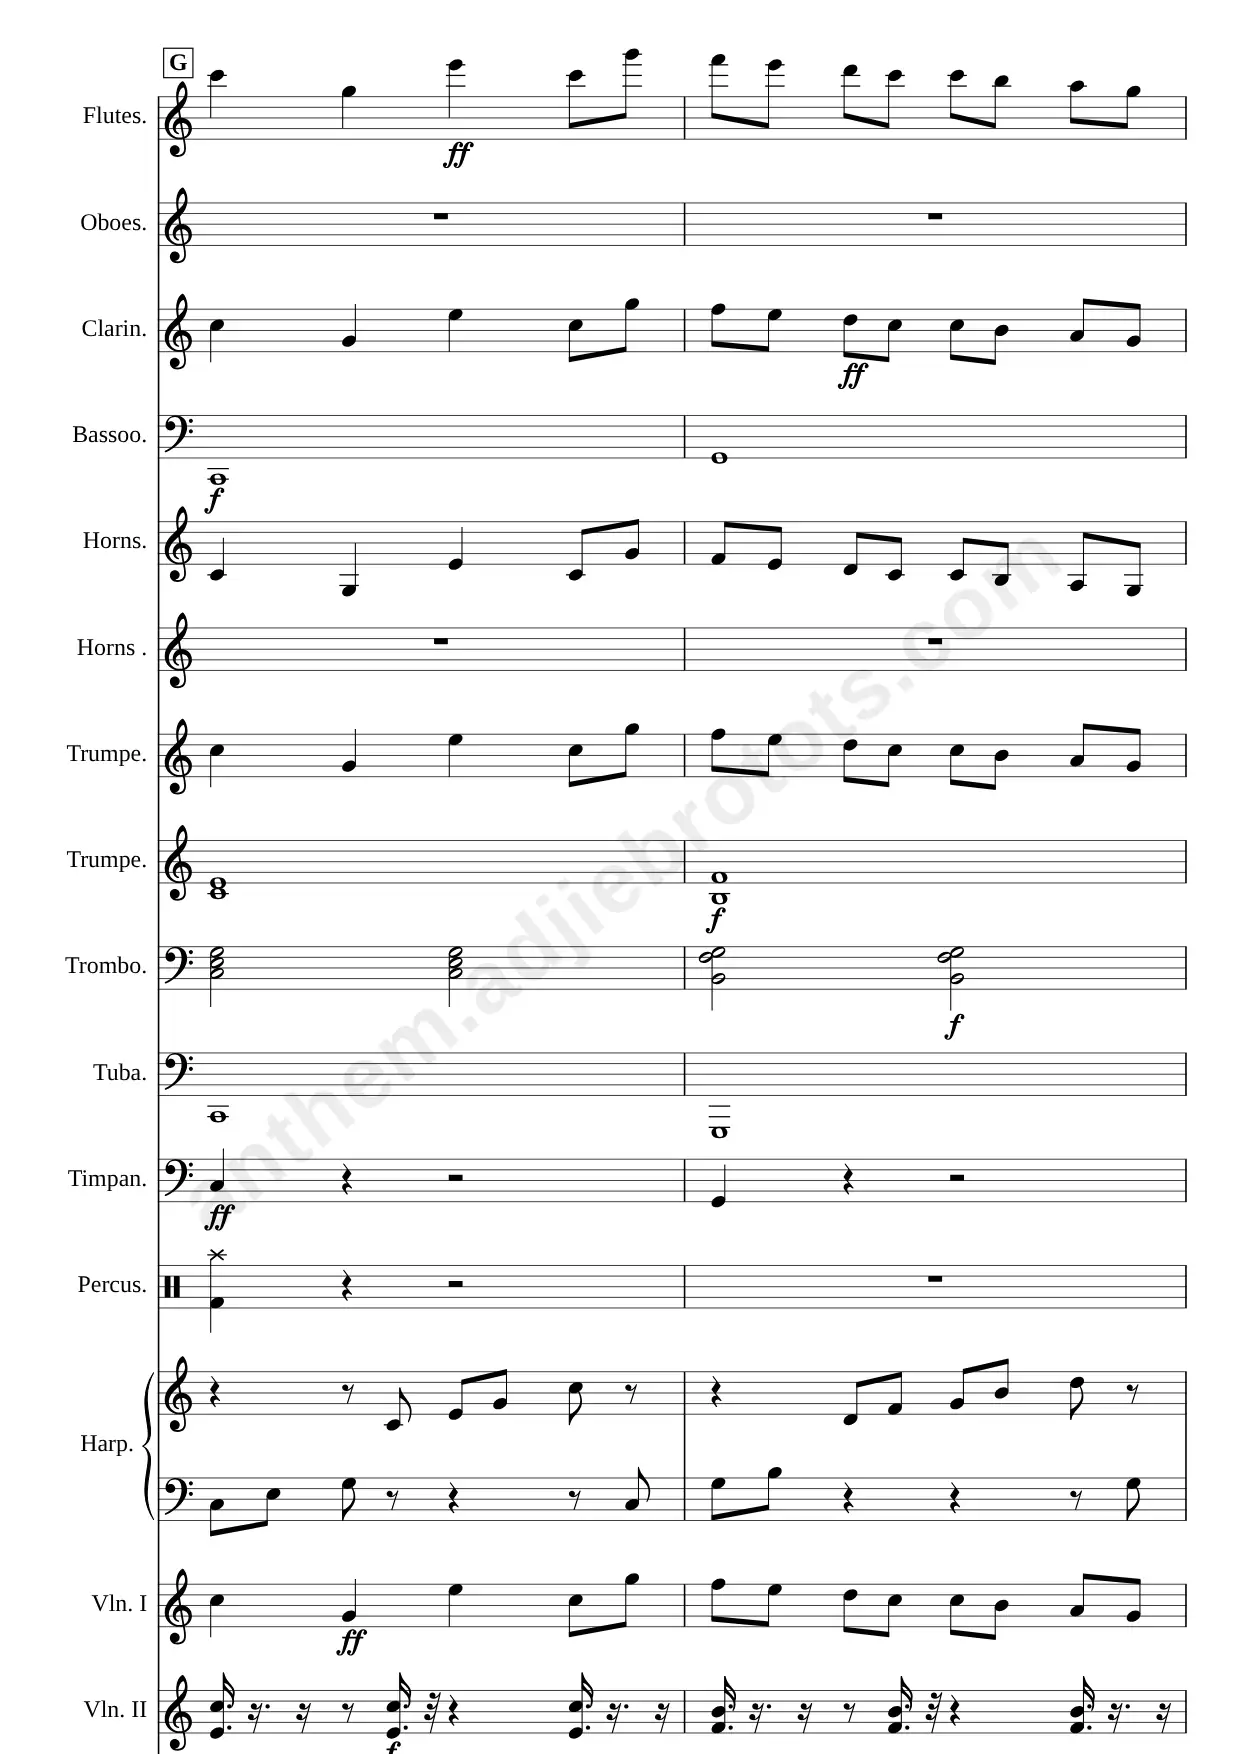 G
Flutes.
ff
Oboes.
Clarin.
ff
Bassoo.
f
Horns.
Horns .
Trumpe.
Trumpe.
f
Trombo.
f
Tuba.
Timpan.
ff
Percus.
Harp.
Vln. I
ff
Vln. II
f
anthem.adjiebrotots.com